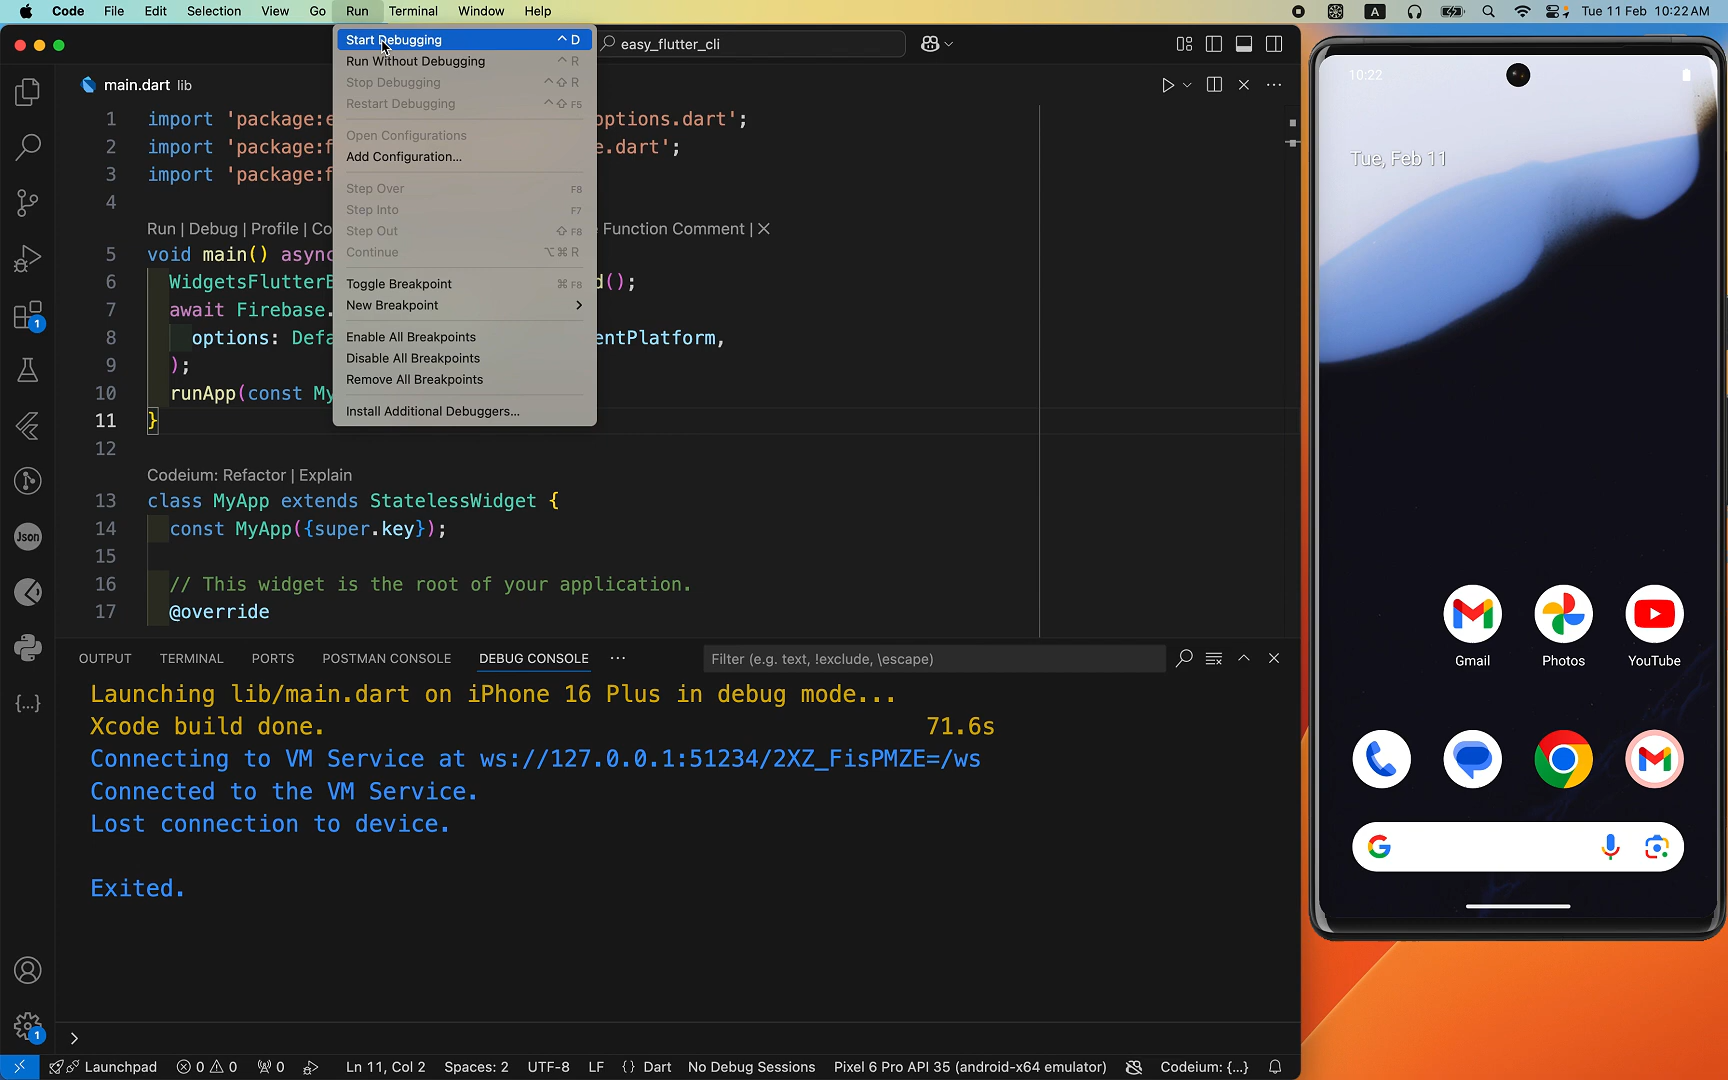 Code File Edit Selection View Go Run Terminal Window Help
A
Tue 11 Feb 10:22 AM
easy_flutter_cli
Start Debugging ⌃ D
Run Without Debugging ⌃ R
Stop Debugging ⌃ ⇧ R
Restart Debugging ⌃ ⇧ F5
Open Configurations
Add Configuration...
Step Over F8
Step Into F7
Step Out ⇧ F8
Continue ⌥ ⌘ R
Toggle Breakpoint ⌘ F8
New Breakpoint
Enable All Breakpoints
Disable All Breakpoints
Remove All Breakpoints
Install Additional Debuggers...
main.dart lib
1 import 'package:e ptions.dart';
2 import 'package:f e.dart';
3 import 'package:f
4
Run | Debug | Profile | Co Function Comment | X
5 void main() async
6 WidgetsFlutterB d();
7 await Firebase.
8 options: Defa entPlatform,
9 );
10 runApp(const My
11 }
12
Codeium: Refactor | Explain
13 class MyApp extends StatelessWidget {
14 const MyApp({super.key});
15
16 // This widget is the root of your application.
17 @override
OUTPUT TERMINAL PORTS POSTMAN CONSOLE DEBUG CONSOLE ...
Filter (e.g. text, !exclude, \escape)
Launching lib/main.dart on iPhone 16 Plus in debug mode...
Xcode build done. 71.6s
Connecting to VM Service at ws://127.0.0.1:51234/2XZ_FisPMZE=/ws
Connected to the VM Service.
Lost connection to device.
Exited.
1
Json
{...}
1
Launchpad 0 0 0 Ln 11, Col 2 Spaces: 2 UTF-8 LF {} Dart No Debug Sessions Pixel 6 Pro API 35 (android-x64 emulator) Codeium: {...}
10:22
Tue, Feb 11
Gmail
Photos
YouTube
G